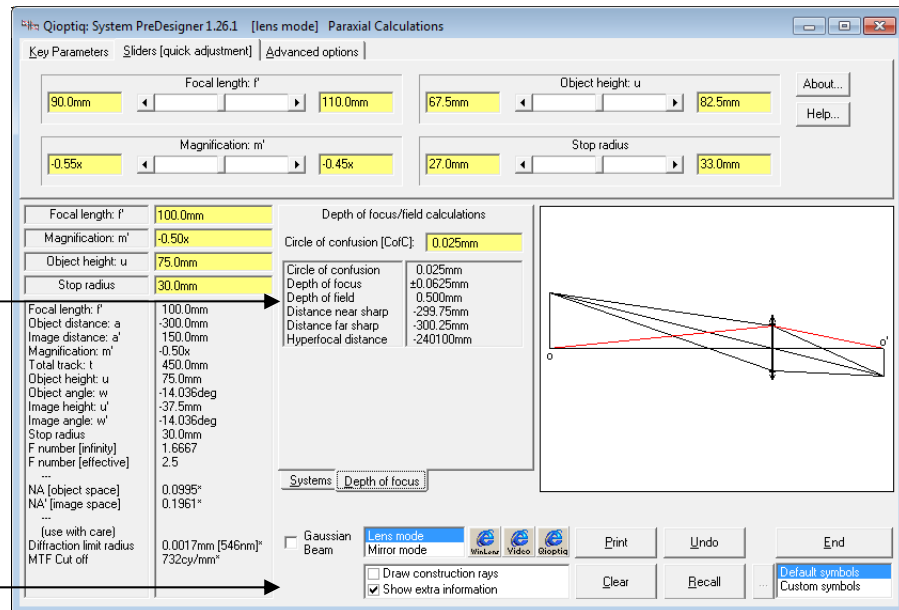 Qioptiq: System PreDesigner 1.26.1 [lens mode] Paraxial Calculations
Key Parameters Sliders [quick adjustment] Advanced options
Focal length: f'
90.0mm 110.0mm
Object height: u
67.5mm 82.5mm
About...
Help...
Magnification: m'
-0.55x -0.45x
Stop radius
27.0mm 33.0mm
Focal length: f' 100.0mm
Magnification: m' -0.50x
Object height: u 75.0mm
Stop radius 30.0mm
Focal length: f' 100.0mm
Object distance: a -300.0mm
Image distance: a' 150.0mm
Magnification: m' -0.50x
Total track: t 450.0mm
Object height: u 75.0mm
Object angle: w -14.036deg
Image height: u' -37.5mm
Image angle: w' -14.036deg
Stop radius 30.0mm
F number [infinity] 1.6667
F number [effective] 2.5
---
NA [object space] 0.0995*
NA' [image space] 0.1961*
---
(use with care)
Diffraction limit radius 0.0017mm [546nm]*
MTF Cut off 732cy/mm*
Depth of focus/field calculations
Circle of confusion [CofC]: 0.025mm
Circle of confusion 0.025mm
Depth of focus ±0.0625mm
Depth of field 0.500mm
Distance near sharp -299.75mm
Distance far sharp -300.25mm
Hyperfocal distance -240100mm
Systems Depth of focus
o o'
Gaussian Beam
Lens mode
Mirror mode
WinLens Video Qioptiq
Print Undo End
Draw construction rays
Show extra information
Clear Recall ...
Default symbols
Custom symbols